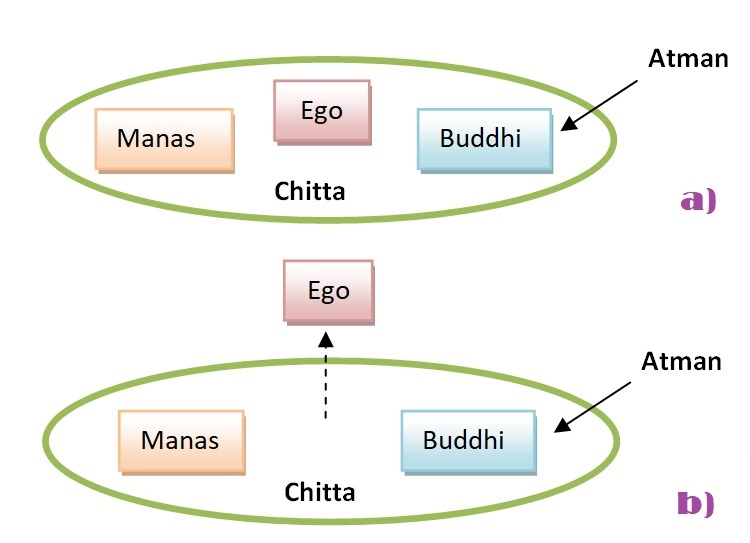 Atman
Ego
Manas
Buddhi
Chitta
a)
Ego
Atman
Manas
Buddhi
Chitta
b)